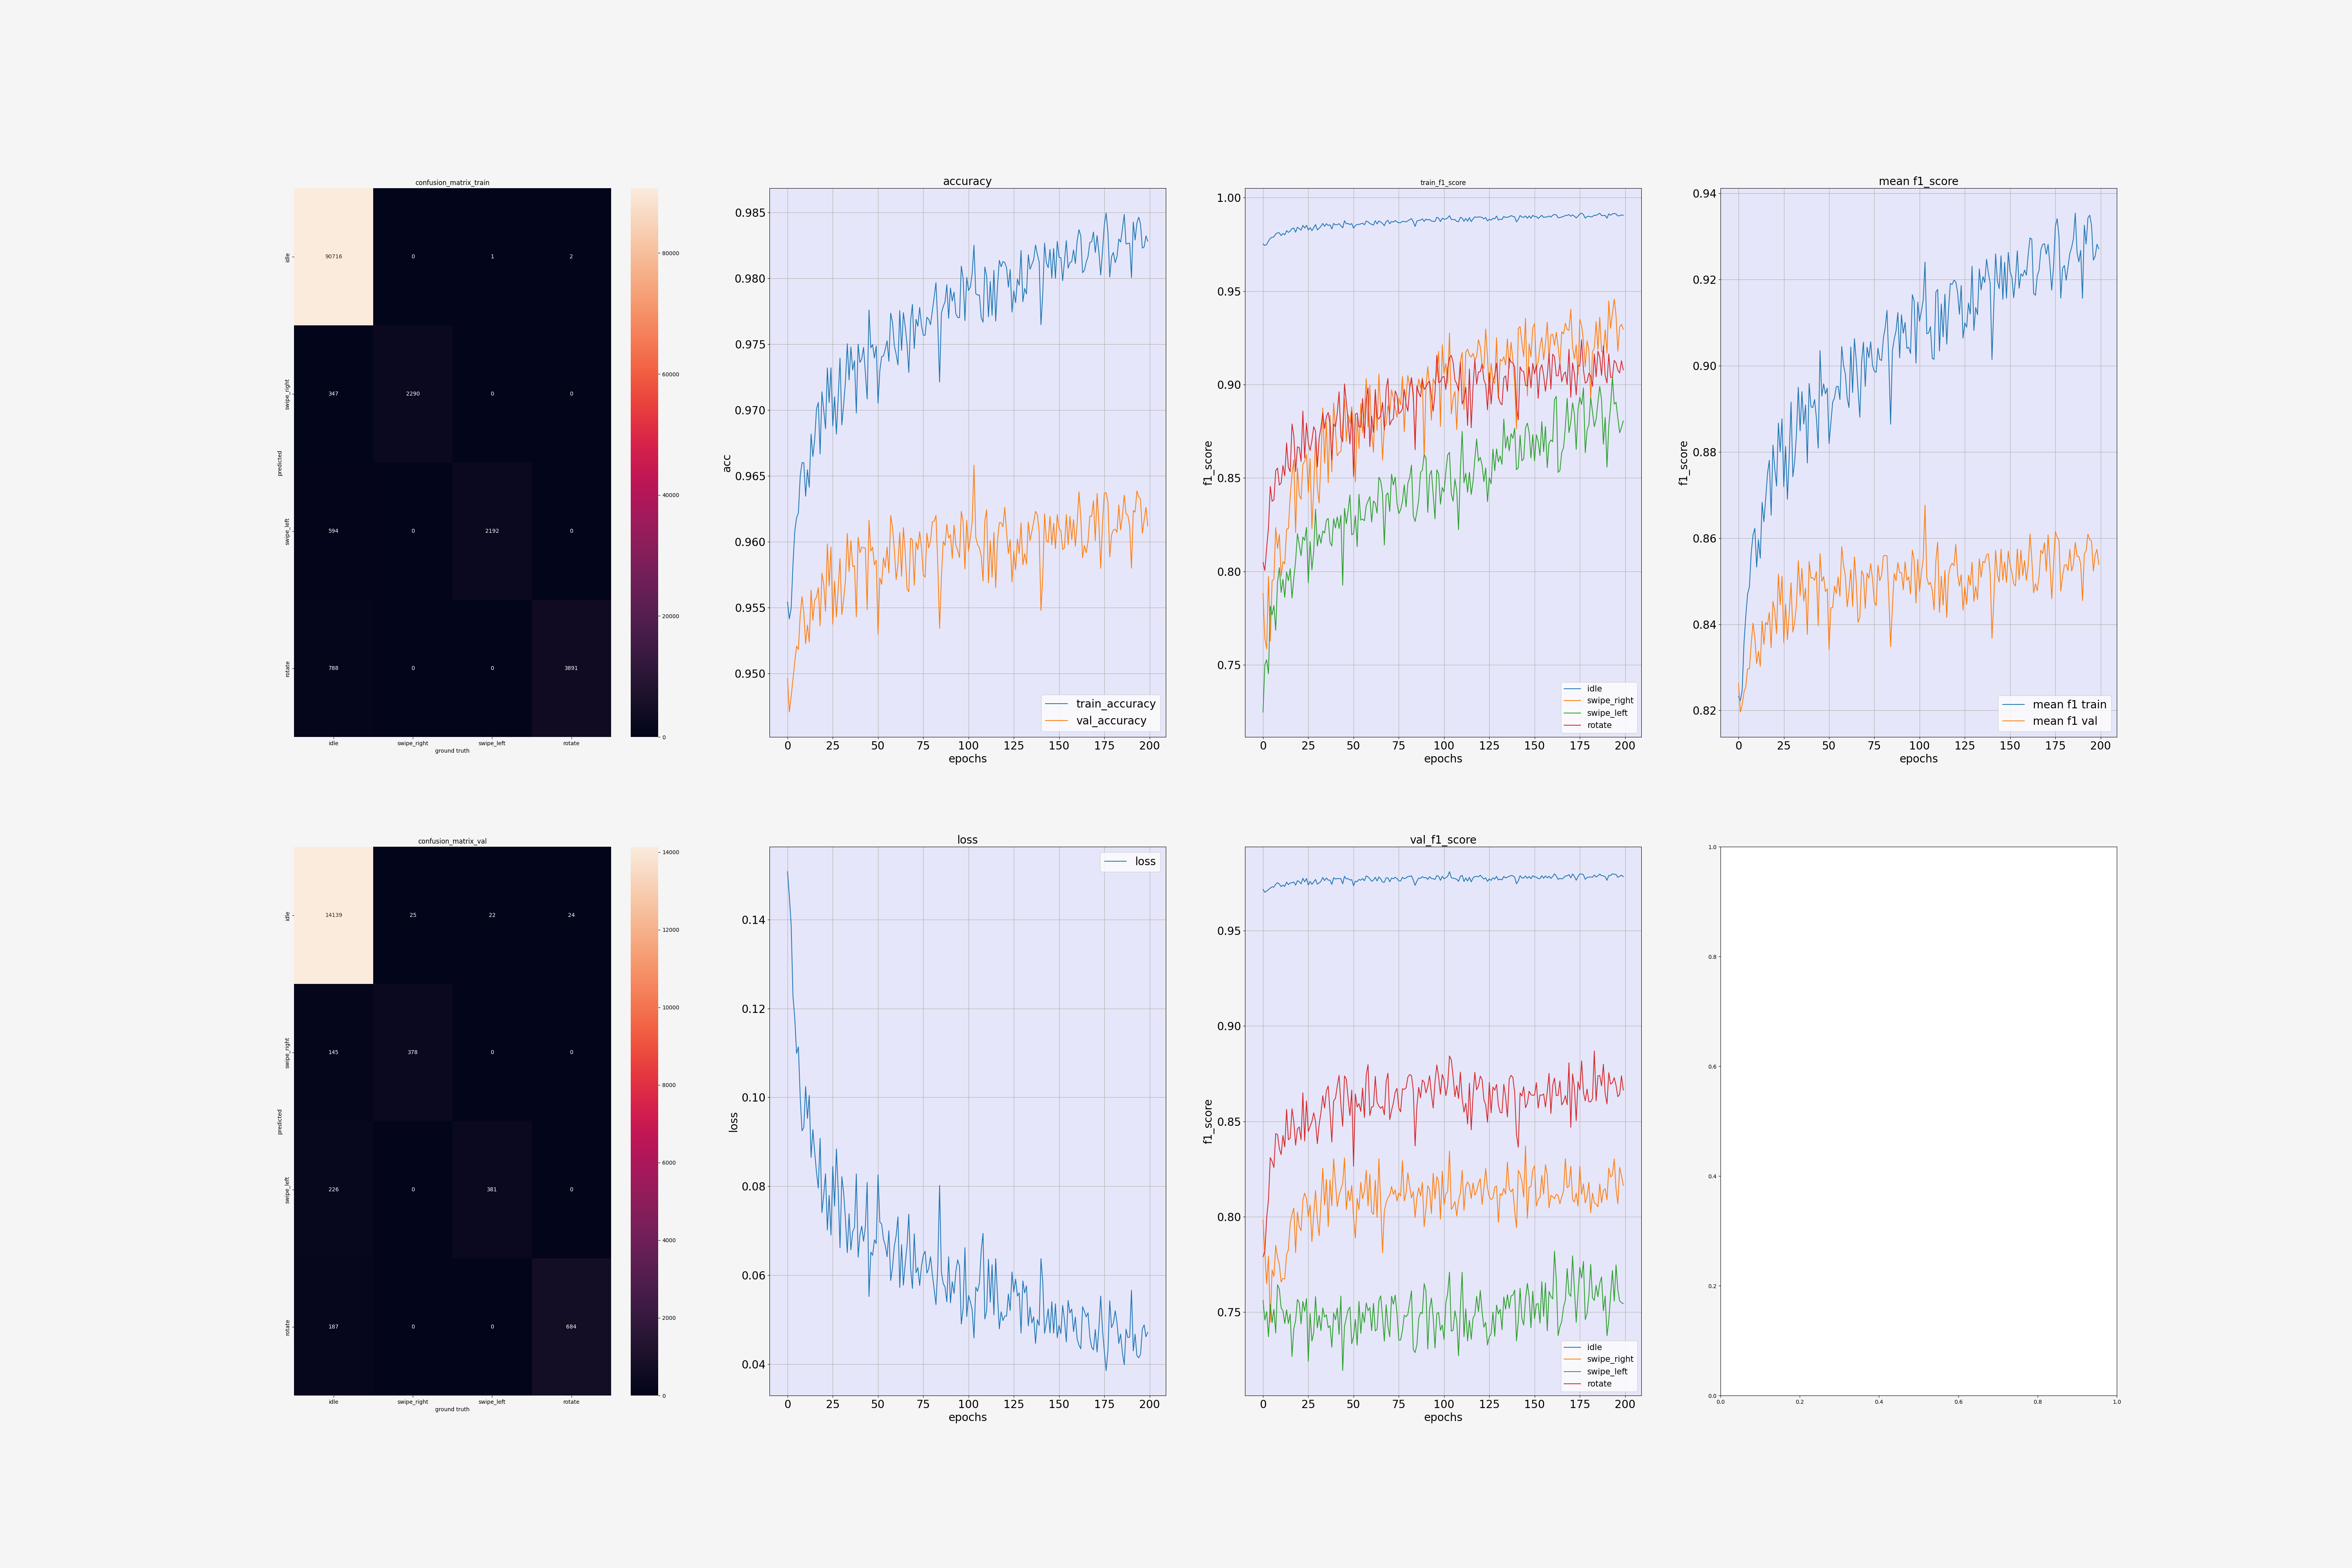 confusion_matrix_train
idle
swipe_right
predicted
swipe_left
rotate
90716 0 1 2
347 2290 0 0
594 0 2192 0
788 0 0 3891
idle swipe_right swipe_left rotate
ground truth
80000
60000
40000
20000
0
accuracy
acc
0.985
0.980
0.975
0.970
0.965
0.960
0.955
0.950
train_accuracy
val_accuracy
0 25 50 75 100 125 150 175 200
epochs
train_f1_score
f1_score
1.00
0.95
0.90
0.85
0.80
0.75
idle
swipe_right
swipe_left
rotate
0 25 50 75 100 125 150 175 200
epochs
mean f1_score
f1_score
0.94
0.92
0.90
0.88
0.86
0.84
0.82
mean f1 train
mean f1 val
0 25 50 75 100 125 150 175 200
epochs
confusion_matrix_val
idle
swipe_right
predicted
swipe_left
rotate
14139 25 22 24
145 378 0 0
226 0 381 0
187 0 0 684
idle swipe_right swipe_left rotate
ground truth
14000
12000
10000
8000
6000
4000
2000
0
loss
loss
0.14
0.12
0.10
0.08
0.06
0.04
loss
0 25 50 75 100 125 150 175 200
epochs
val_f1_score
f1_score
0.95
0.90
0.85
0.80
0.75
idle
swipe_right
swipe_left
rotate
0 25 50 75 100 125 150 175 200
epochs
1.0
0.8
0.6
0.4
0.2
0.0
0.0 0.2 0.4 0.6 0.8 1.0